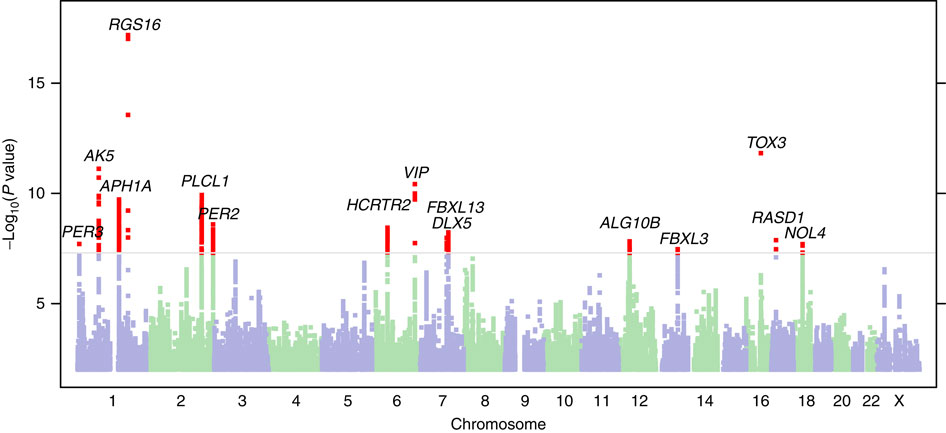 RGS16
15
AK5
TOX3
VIP
PLCL1
APH1A
10
HCRTR2
FBXL13
PER2
RASD1
DLX5
ALG10B
PER3
NOL4
FBXL3
5
–Log10(P value)
1 2 3 4 5 6 7 8 9 10 11 12 14 16 18 20 22 X
Chromosome